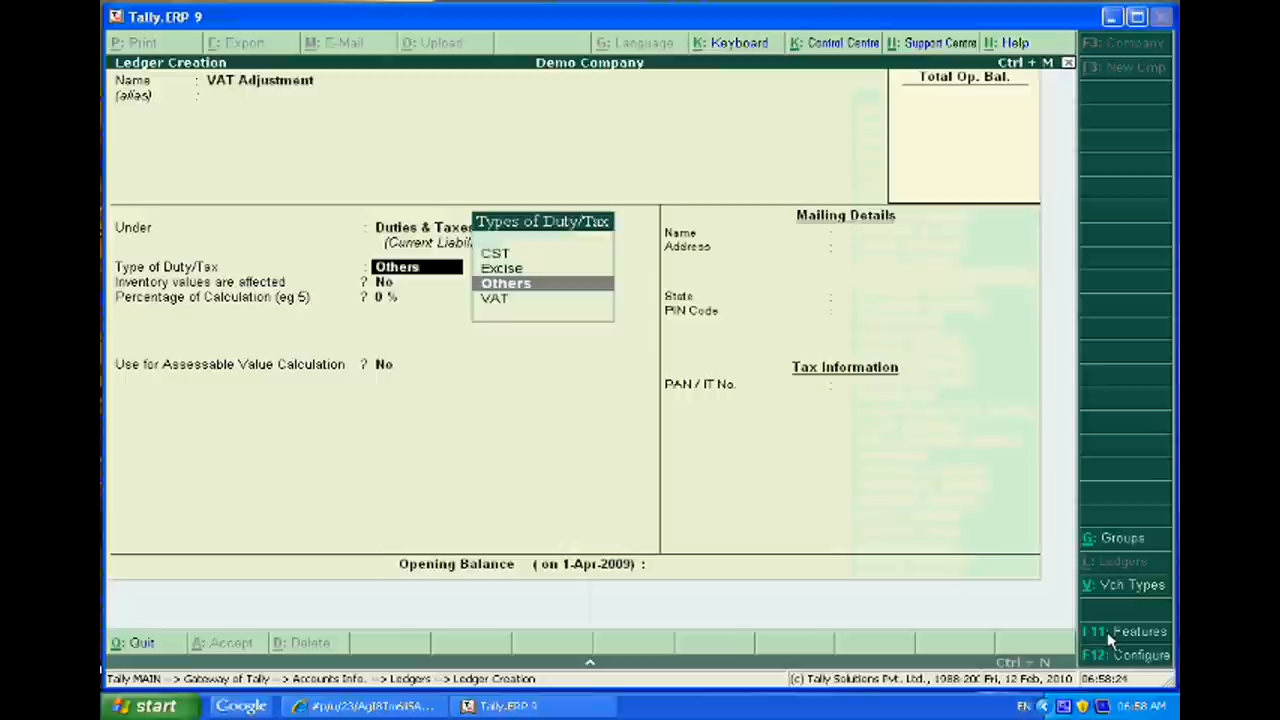 Tally.ERP 9
P: Print
E: Export
M: E-Mail
O: Upload
G: Language
K: Keyboard
K: Control Centre
H: Support Centre
H: Help
F3: Company
Ledger Creation
Demo Company
Ctrl + M
F3: New Cmp
Name : VAT Adjustment
(alias) :
Total Op. Bal.
Under : Duties & Taxes
(Current Liabil
Type of Duty/Tax : Others
Inventory values are affected ? No
Percentage of Calculation (eg 5) ? 0 %
Use for Assessable Value Calculation ? No
Types of Duty/Tax
CST
Excise
Others
VAT
Mailing Details
Name :
Address :
State :
PIN Code :
Tax Information
PAN / IT No. :
Opening Balance ( on 1-Apr-2009) :
G: Groups
L: Ledgers
V: Vch Types
F11: Features
F12: Configure
Q: Quit
A: Accept
D: Delete
Ctrl + N
Tally MAIN --> Gateway of Tally --> Accounts Info. --> Ledgers --> Ledger Creation
(c) Tally Solutions Pvt. Ltd., 1988-200
Fri, 12 Feb, 2010
06:58:24
start
Google
Tally.ERP 9
EN
06:58 AM